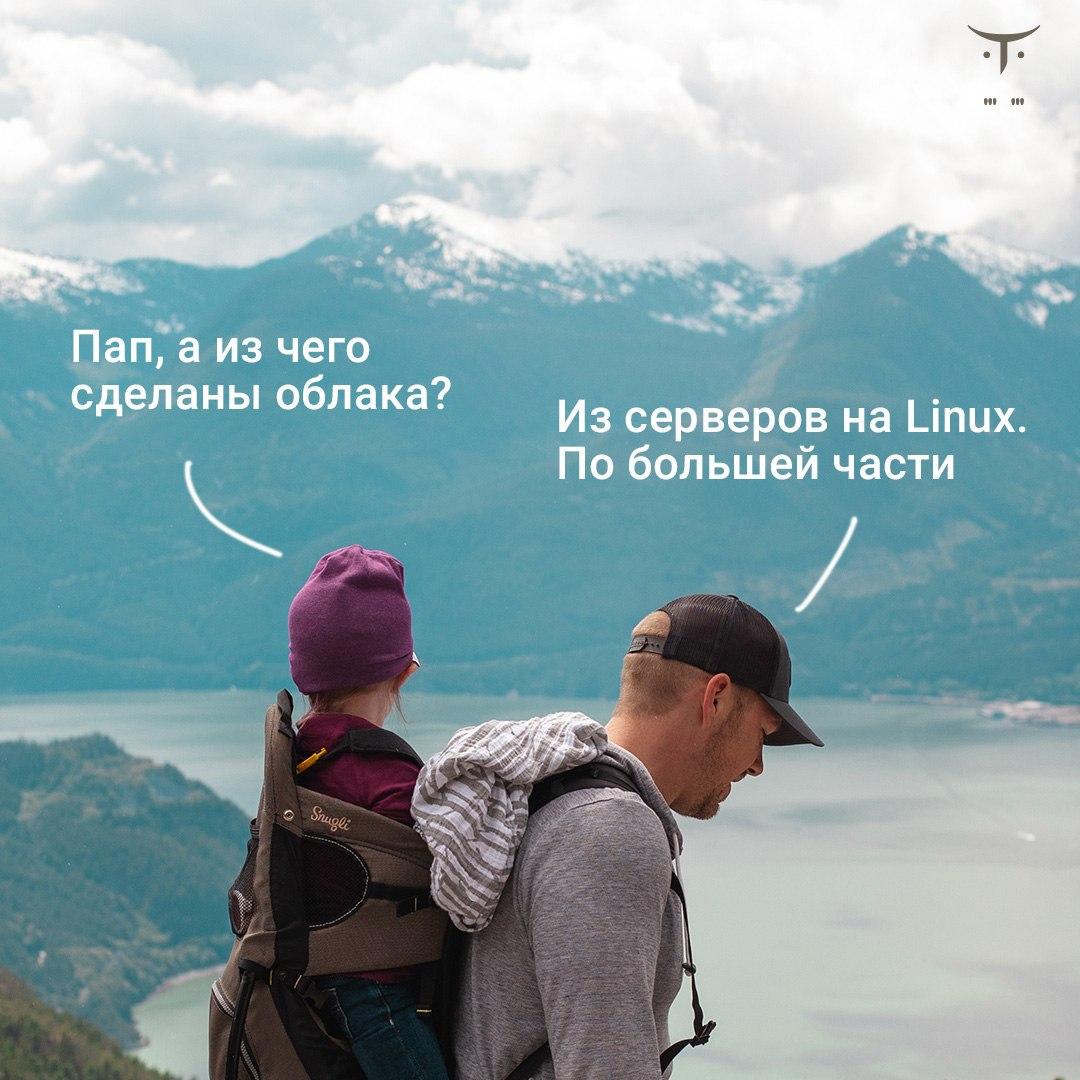 Пап, а из чего
сделаны облака?
Из серверов на Linux.
По большей части
Snugli